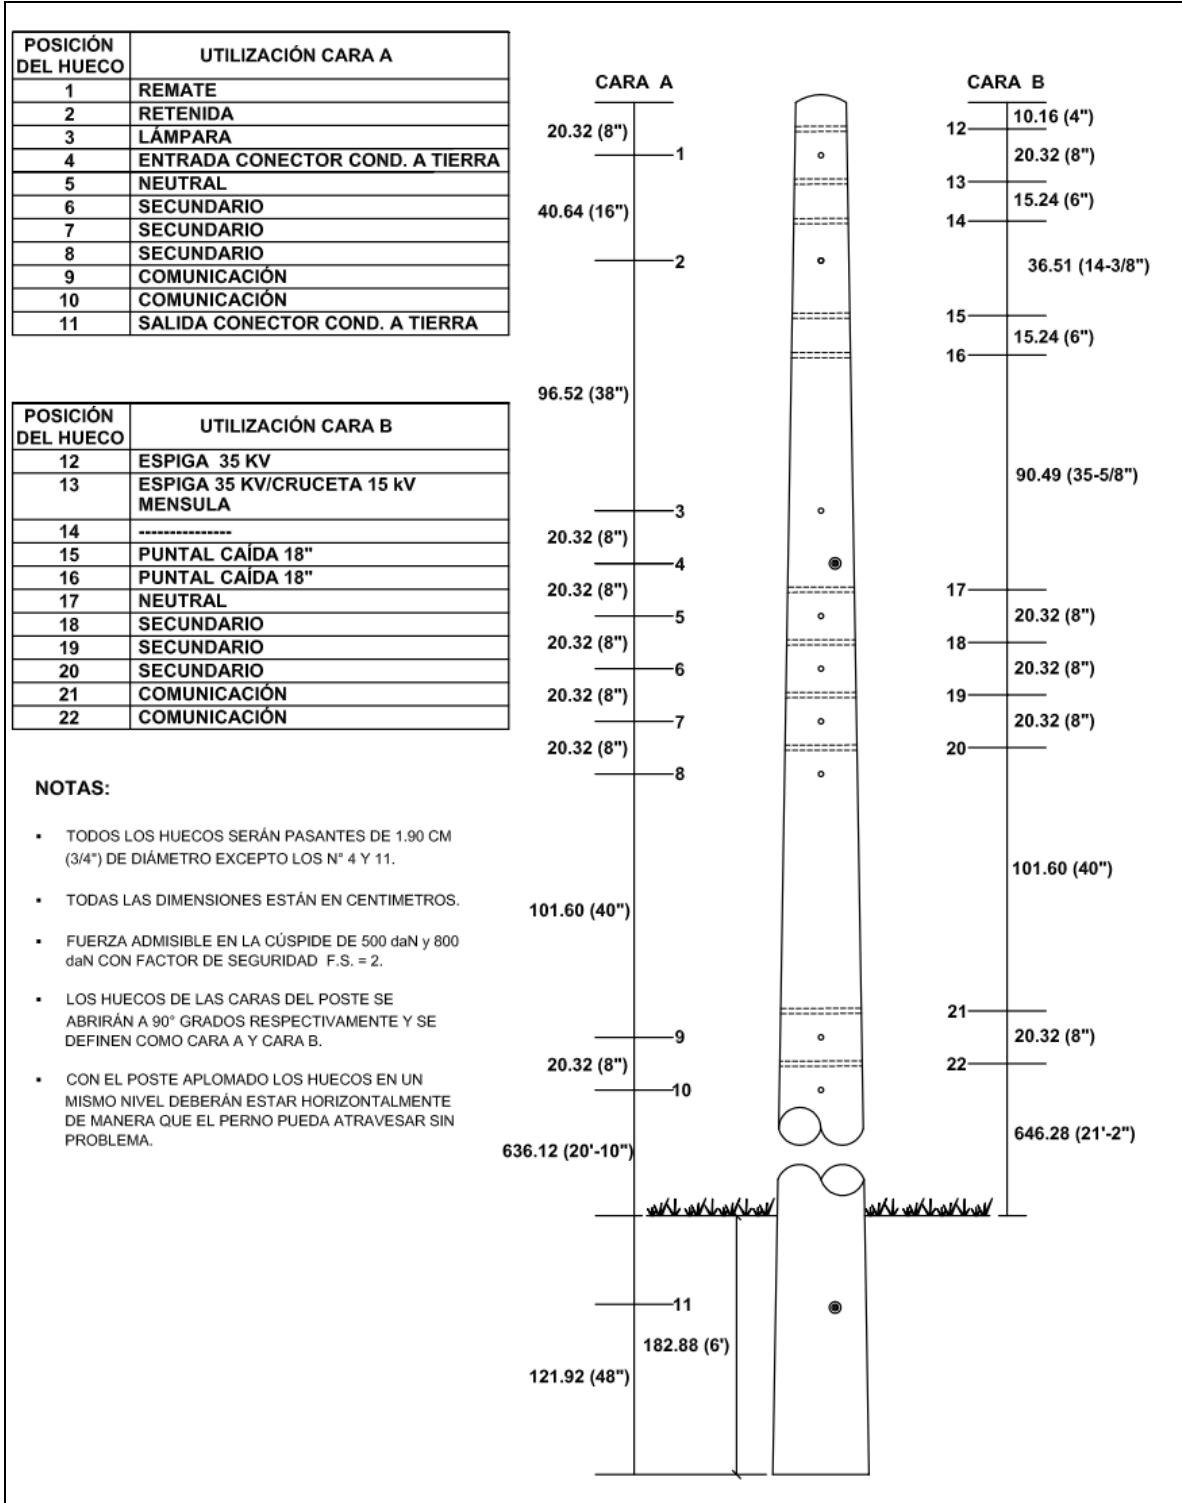 POSICIÓN DEL HUECO UTILIZACIÓN CARA A
1 REMATE
2 RETENIDA
3 LÁMPARA
4 ENTRADA CONECTOR COND. A TIERRA
5 NEUTRAL
6 SECUNDARIO
7 SECUNDARIO
8 SECUNDARIO
9 COMUNICACIÓN
10 COMUNICACIÓN
11 SALIDA CONECTOR COND. A TIERRA
POSICIÓN DEL HUECO UTILIZACIÓN CARA B
12 ESPIGA 35 KV
13 ESPIGA 35 KV/CRUCETA 15 kV
MENSULA
14 ---------------
15 PUNTAL CAÍDA 18"
16 PUNTAL CAÍDA 18"
17 NEUTRAL
18 SECUNDARIO
19 SECUNDARIO
20 SECUNDARIO
21 COMUNICACIÓN
22 COMUNICACIÓN
NOTAS:
▪ TODOS LOS HUECOS SERÁN PASANTES DE 1.90 CM
(3/4") DE DIÁMETRO EXCEPTO LOS N° 4 Y 11.
▪ TODAS LAS DIMENSIONES ESTÁN EN CENTIMETROS.
▪ FUERZA ADMISIBLE EN LA CÚSPIDE DE 500 daN y 800
daN CON FACTOR DE SEGURIDAD F.S. = 2.
▪ LOS HUECOS DE LAS CARAS DEL POSTE SE
ABRIRÁN A 90° GRADOS RESPECTIVAMENTE Y SE
DEFINEN COMO CARA A Y CARA B.
▪ CON EL POSTE APLOMADO LOS HUECOS EN UN
MISMO NIVEL DEBERÁN ESTAR HORIZONTALMENTE
DE MANERA QUE EL PERNO PUEDA ATRAVESAR SIN
PROBLEMA.
CARA A
20.32 (8")
1
40.64 (16")
2
96.52 (38")
3
20.32 (8")
4
20.32 (8")
5
20.32 (8")
6
20.32 (8")
7
20.32 (8")
8
101.60 (40")
9
20.32 (8")
10
636.12 (20'-10")
11
182.88 (6')
121.92 (48")
CARA B
10.16 (4")
12
20.32 (8")
13
15.24 (6")
14
36.51 (14-3/8")
15
15.24 (6")
16
90.49 (35-5/8")
17
20.32 (8")
18
20.32 (8")
19
20.32 (8")
20
101.60 (40")
21
20.32 (8")
22
646.28 (21'-2")